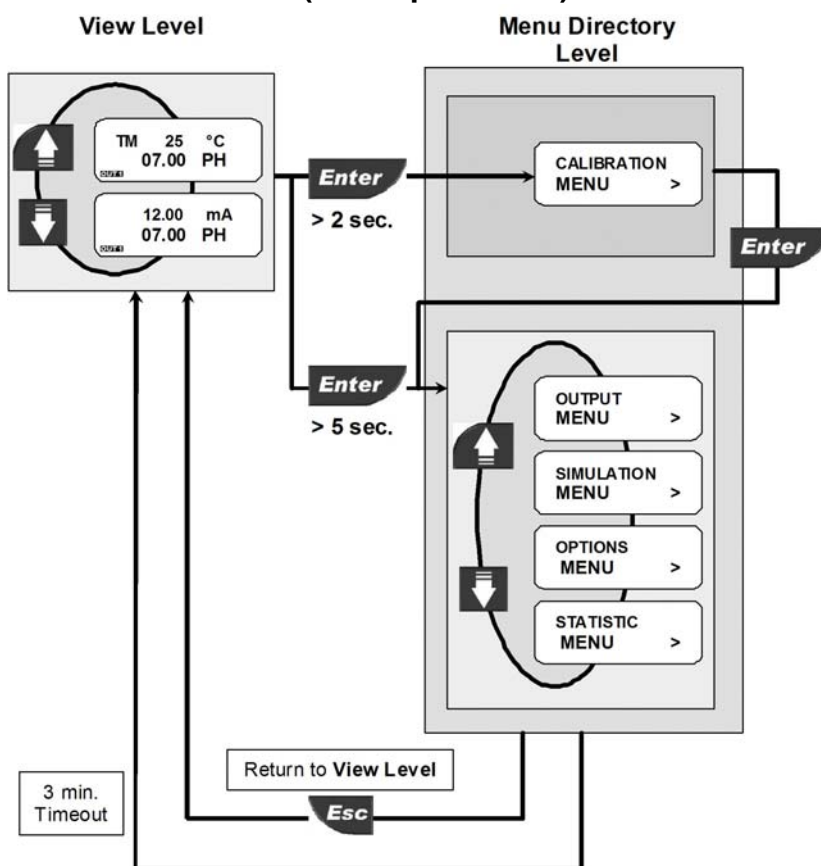 View Level
Menu Directory
Level
TM 25 °C
07.00 PH
OUT1
12.00 mA
07.00 PH
OUT1
Enter
> 2 sec.
CALIBRATION
MENU >
Enter
Enter
> 5 sec.
OUTPUT
MENU >
SIMULATION
MENU >
OPTIONS
MENU >
STATISTIC
MENU >
3 min.
Timeout
Return to View Level
Esc